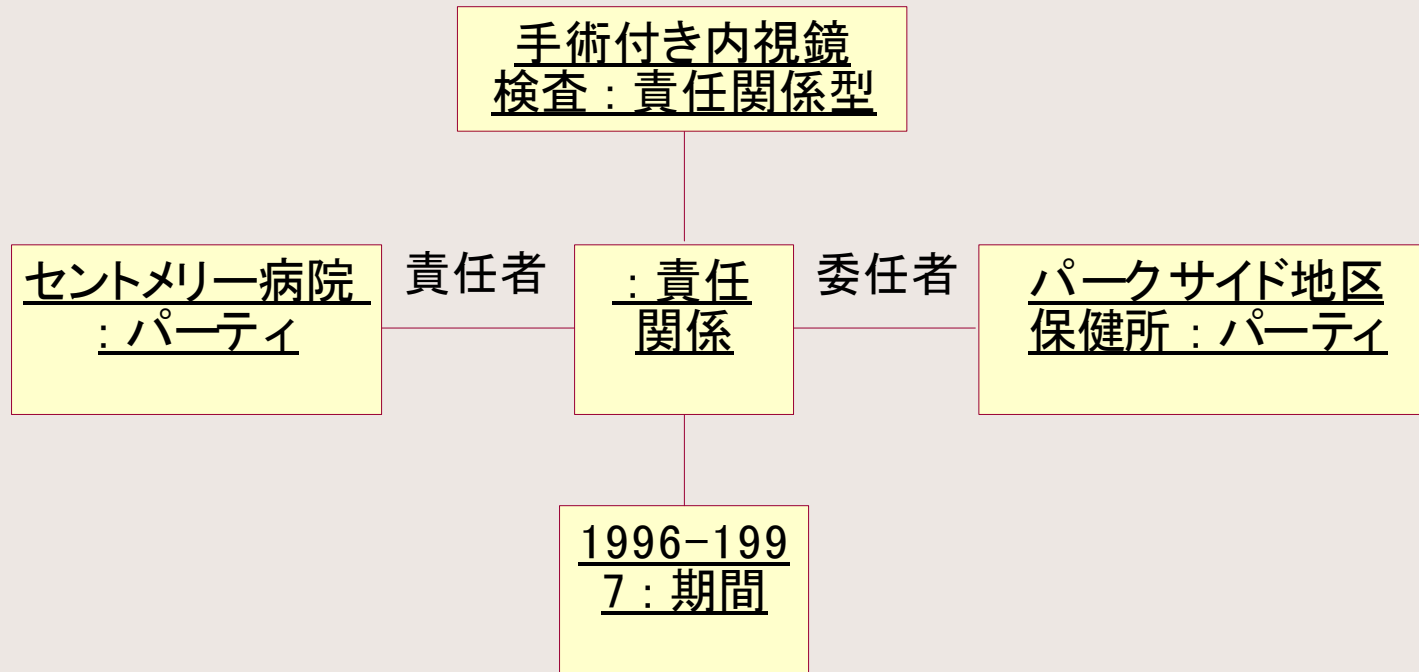 手術付き内視鏡
検査：責任関係型
セントメリー病院
：パーティ
責任者
：責任
関係
委任者
パークサイド地区
保健所：パーティ
1996-199
7：期間